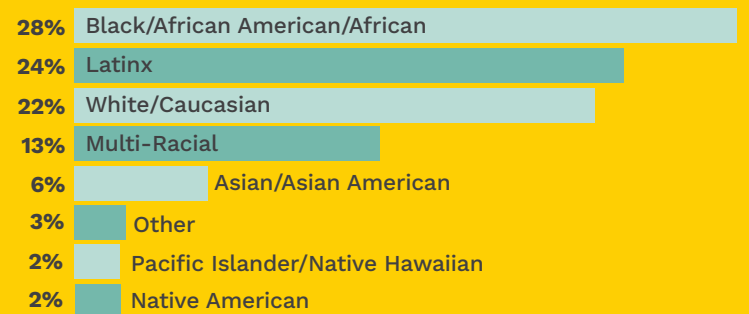 28% Black/African American/African
24% Latinx
22% White/Caucasian
13% Multi-Racial
6% Asian/Asian American
3% Other
2% Pacific Islander/Native Hawaiian
2% Native American